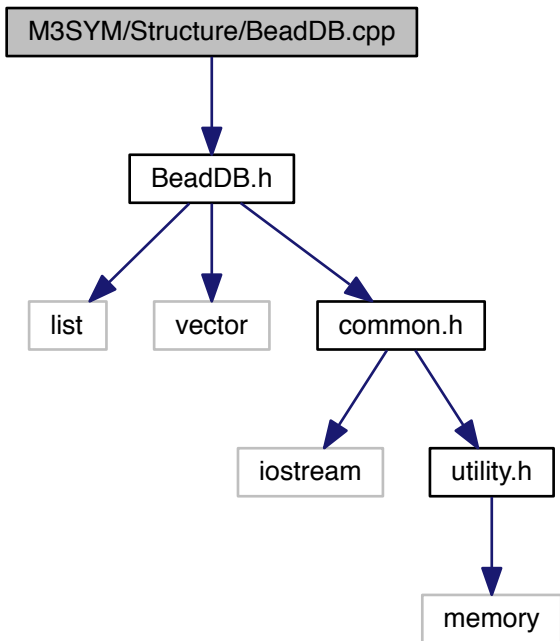 M3SYM/Structure/BeadDB.cpp
BeadDB.h
list
vector
common.h
iostream
utility.h
memory